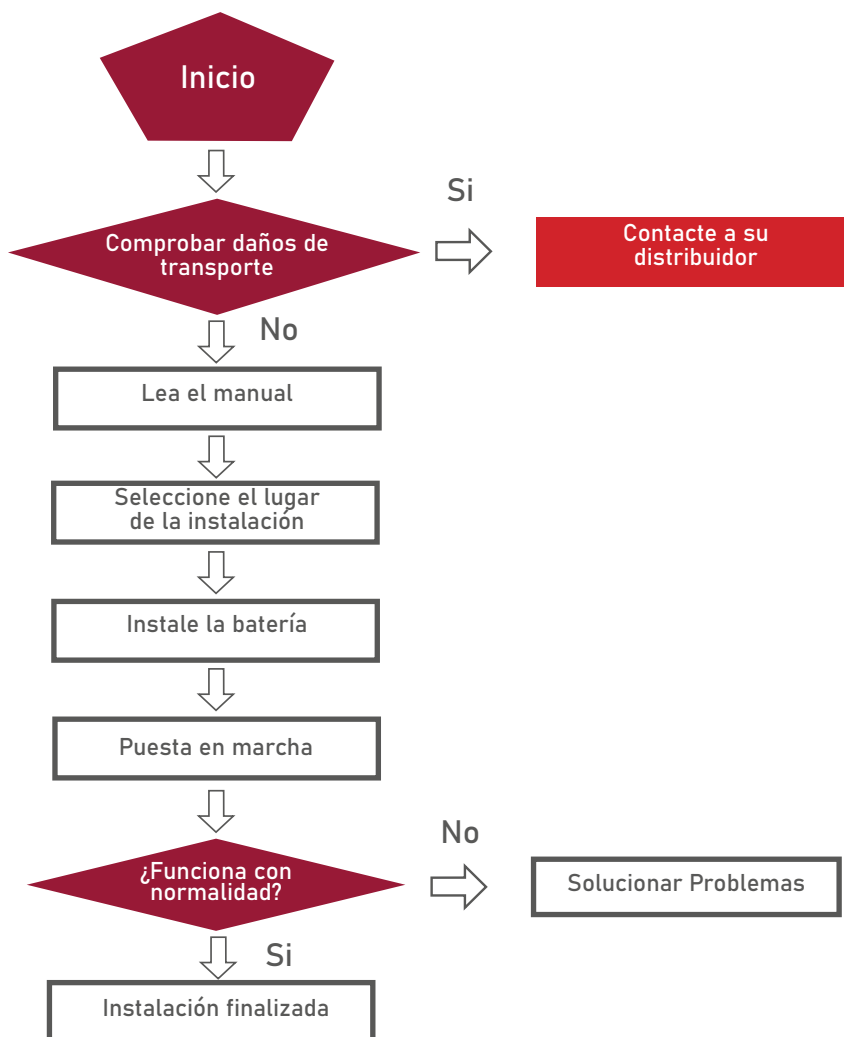 Inicio
Si
Comprobar daños de
transporte
Contacte a su
distribuidor
No
Lea el manual
Seleccione el lugar
de la instalación
Instale la batería
Puesta en marcha
No
¿Funciona con
normalidad?
Solucionar Problemas
Si
Instalación finalizada